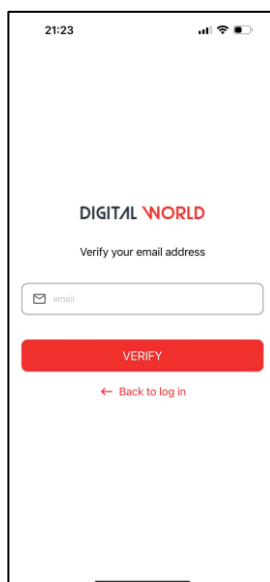 21:23
DIGITAL WORLD
Verify your email address
email
VERIFY
← Back to log in